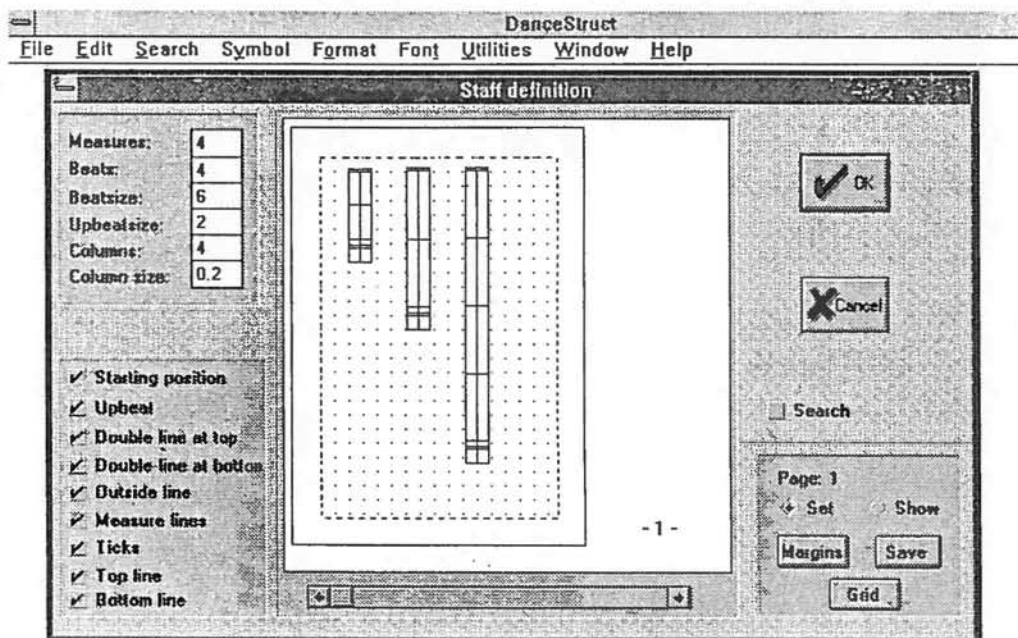 DanceStruct
File Edit Search Symbol Format Font Utilities Window Help
Staff definition
Measures: 4
Beats: 4
Beatsize: 6
Upbeatsize: 2
Columns: 4
Column size: 0.2
Starting position
Upbeat
Double line at top
Double line at bottom
Outside line
Measure lines
Ticks
Top line
Bottom line
-1-
OK
Cancel
Search
Page: 1
Set Show
Margins Save
Grid